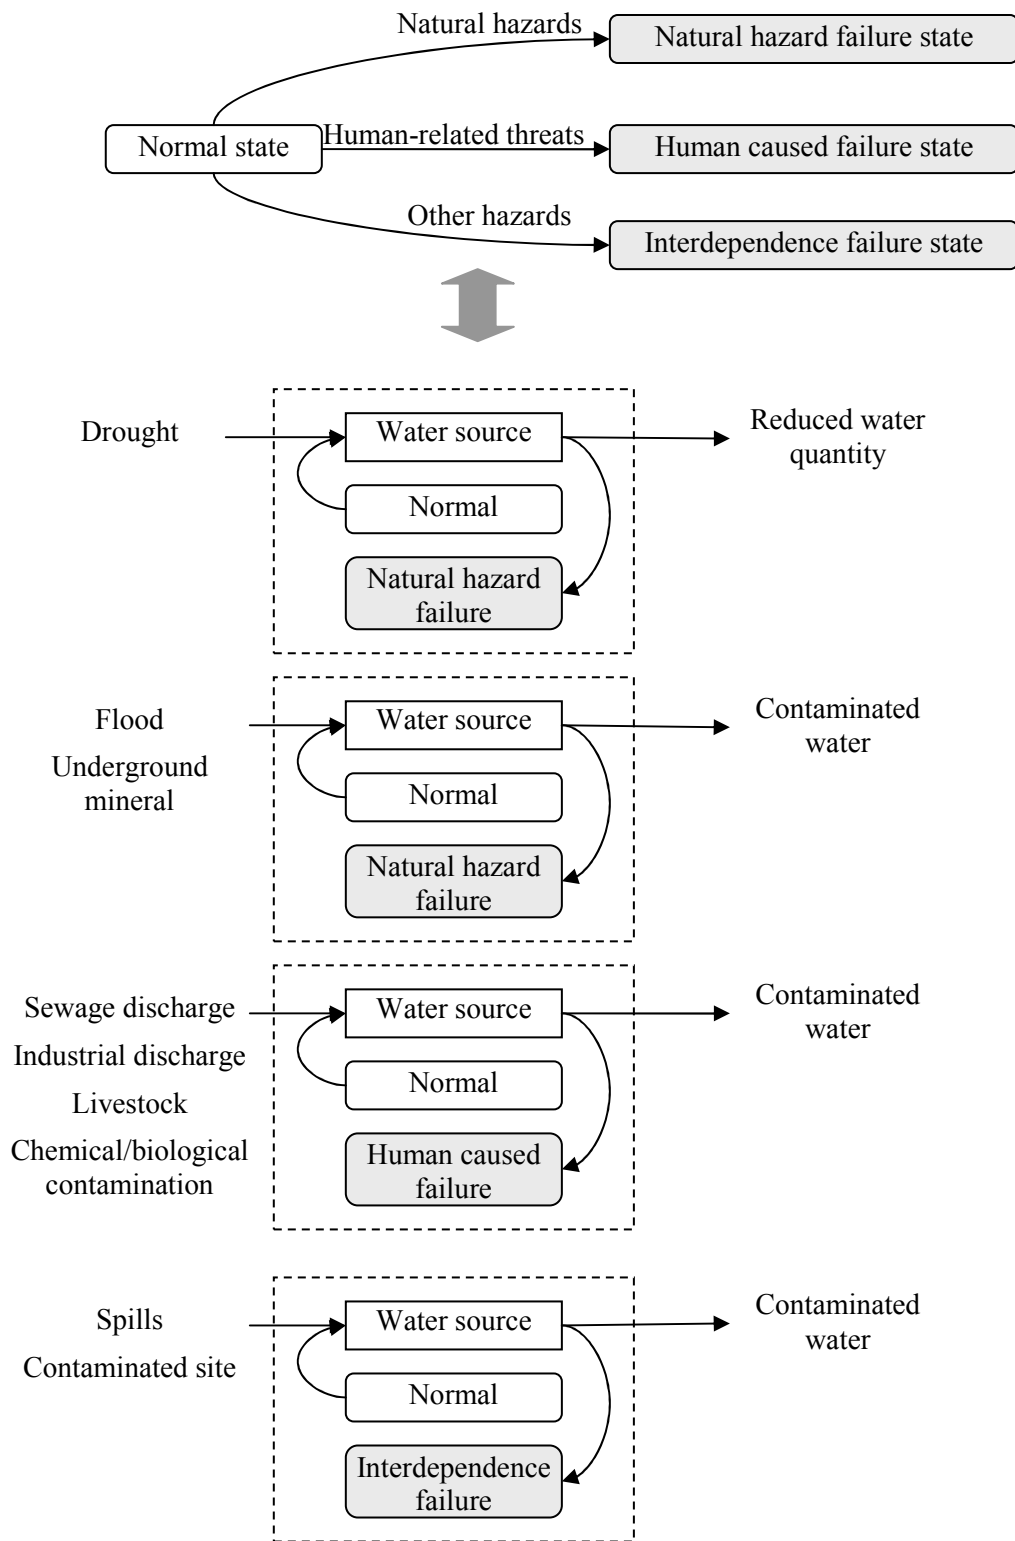 Natural hazards
Natural hazard failure state
Normal state
Human-related threats
Human caused failure state
Other hazards
Interdependence failure state
Drought
Water source
Reduced water
quantity
Normal
Natural hazard
failure
Flood
Underground
mineral
Water source
Contaminated
water
Normal
Natural hazard
failure
Sewage discharge
Industrial discharge
Livestock
Chemical/biological
contamination
Water source
Contaminated
water
Normal
Human caused
failure
Spills
Contaminated site
Water source
Contaminated
water
Normal
Interdependence
failure